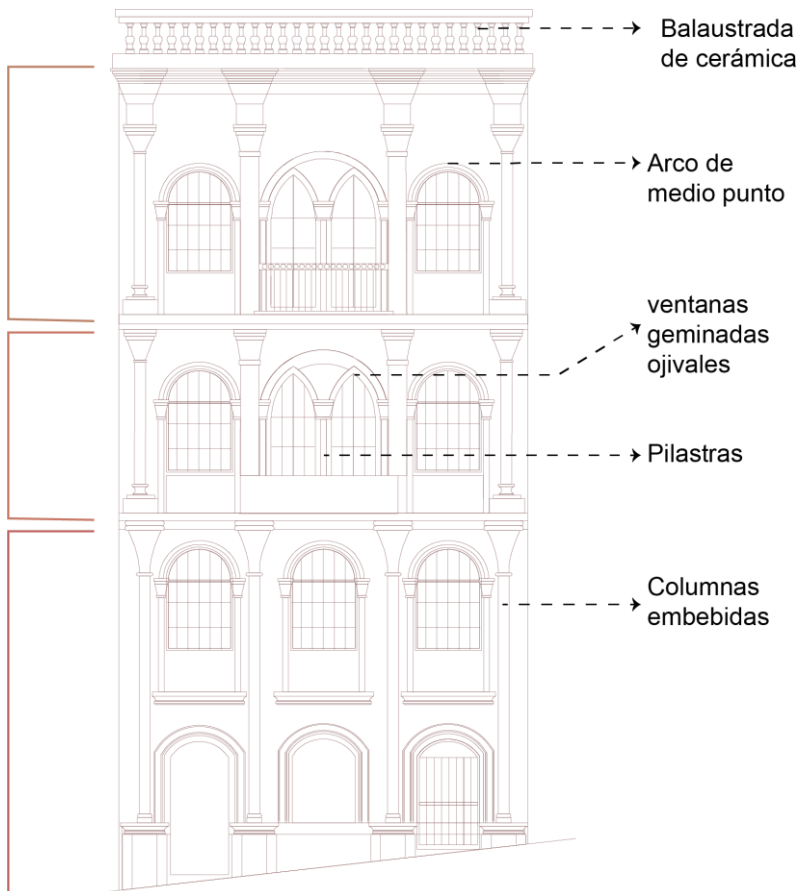 Balaustrada
de cerámica
Arco de
medio punto
ventanas
geminadas
ojivales
Pilastras
Columnas
embebidas